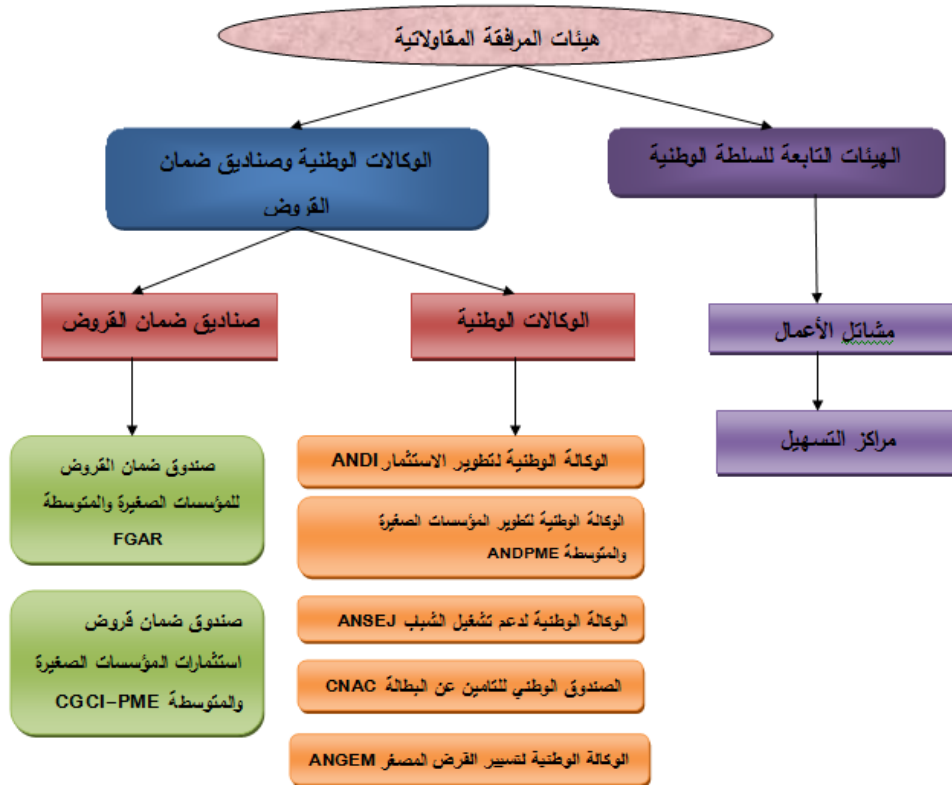 هيئات المرافقة المقاولاتية
الهيئات التابعة للسلطة الوطنية
الوكالات الوطنية وصناديق ضمان
القروض
مشاتل الأعمال
الوكالات الوطنية
صناديق ضمان القروض
مراكز التسهيل
الوكالة الوطنية لتطوير الاستثمار ANDI
الوكالة الوطنية لتطوير المؤسسات الصغيرة
والمتوسطة ANDPME
الوكالة الوطنية لدعم تشغيل الشباب ANSEJ
الصندوق الوطني للتامين عن البطالة CNAC
الوكالة الوطنية لتسيير القرض المصغر ANGEM
صندوق ضمان القروض
للمؤسسات الصغيرة والمتوسطة
FGAR
صندوق ضمان قروض
استثمارات المؤسسات الصغيرة
والمتوسطة CGCI-PME